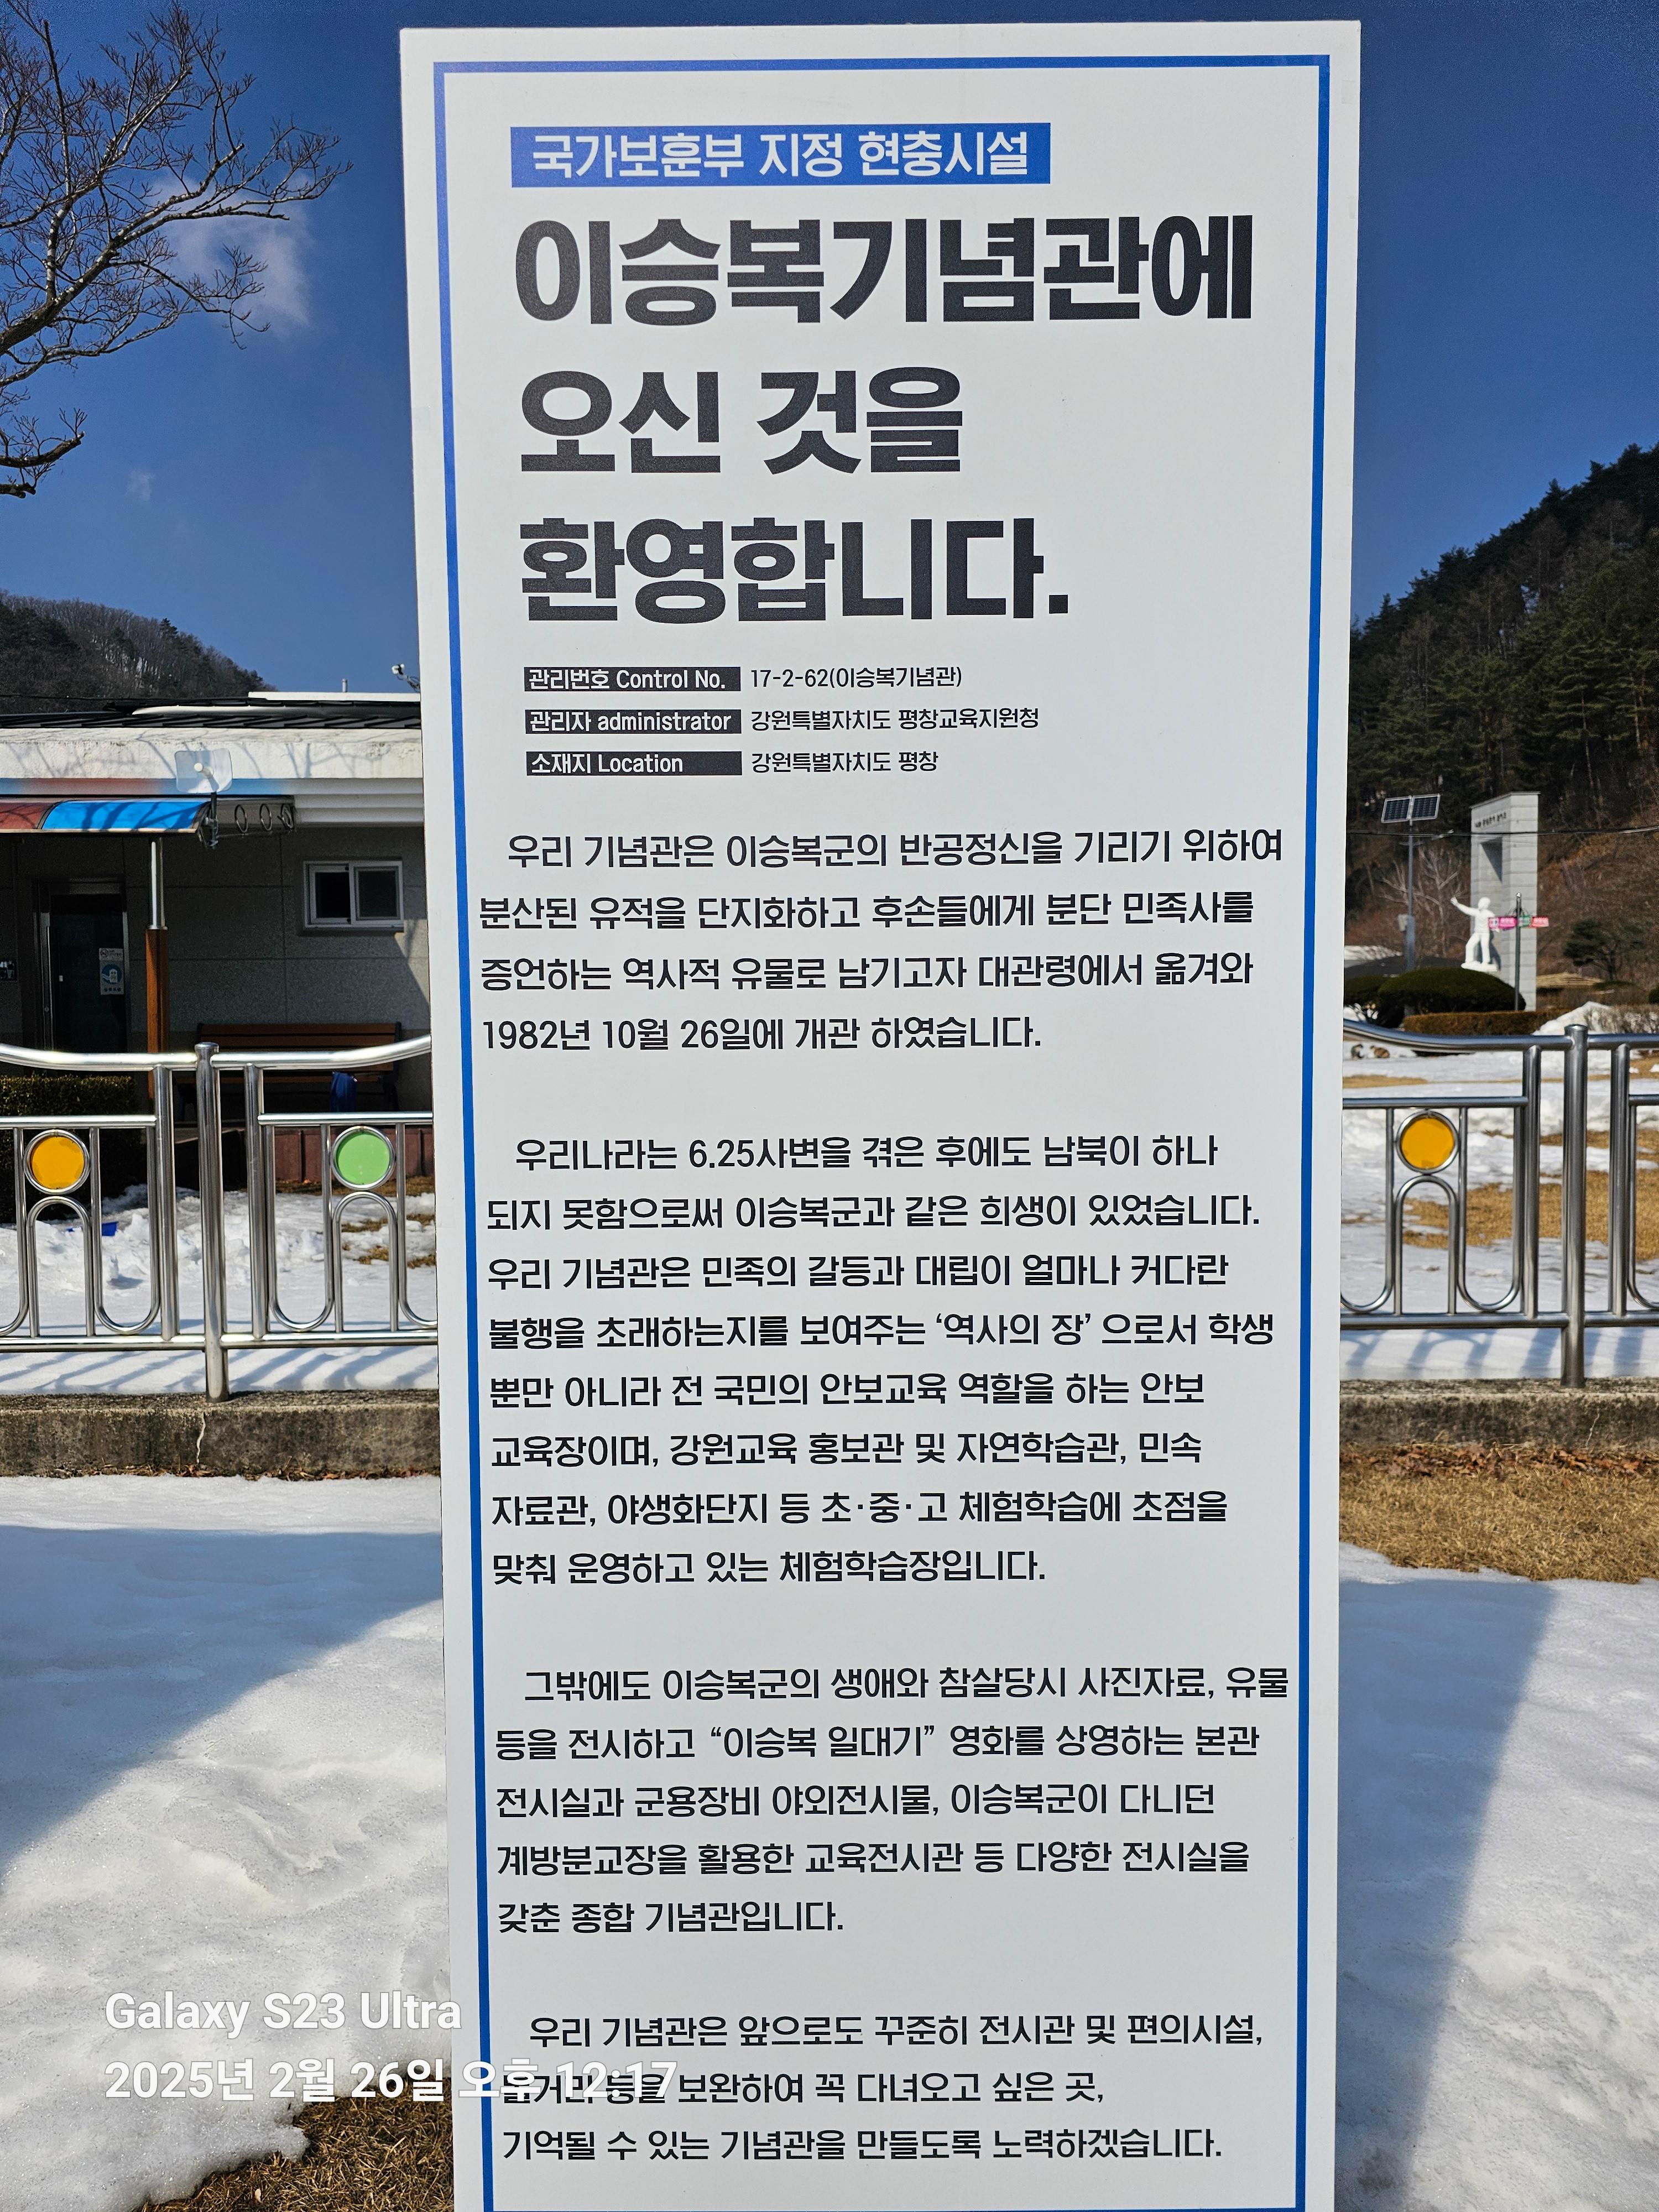 국가보훈부 지정 현충시설
이승복기념관에
오신 것을
환영합니다.
관리번호 Control No. 17-2-62(이승복기념관)
관리자 administrator 강원특별자치도 평창교육지원청
소재지 Location 강원특별자치도 평창
우리 기념관은 이승복군의 반공정신을 기리기 위하여
분산된 유적을 단지화하고 후손들에게 분단 민족사를
증언하는 역사적 유물로 남기고자 대관령에서 옮겨와
1982년 10월 26일에 개관 하였습니다.
우리나라는 6.25사변을 겪은 후에도 남북이 하나
되지 못함으로써 이승복군과 같은 희생이 있었습니다.
우리 기념관은 민족의 갈등과 대립이 얼마나 커다란
불행을 초래하는지를 보여주는 ‘역사의 장’ 으로서 학생
뿐만 아니라 전 국민의 안보교육 역할을 하는 안보
교육장이며, 강원교육 홍보관 및 자연학습관, 민속
자료관, 야생화단지 등 초·중·고 체험학습에 초점을
맞춰 운영하고 있는 체험학습장입니다.
그밖에도 이승복군의 생애와 참살당시 사진자료, 유물
등을 전시하고 “이승복 일대기” 영화를 상영하는 본관
전시실과 군용장비 야외전시물, 이승복군이 다니던
계방분교장을 활용한 교육전시관 등 다양한 전시실을
갖춘 종합 기념관입니다.
우리 기념관은 앞으로도 꾸준히 전시관 및 편의시설,
등을 보완하여 꼭 다녀오고 싶은 곳,
기억될 수 있는 기념관을 만들도록 노력하겠습니다.
Galaxy S23 Ultra
2025년 2월 26일 오후 12:17